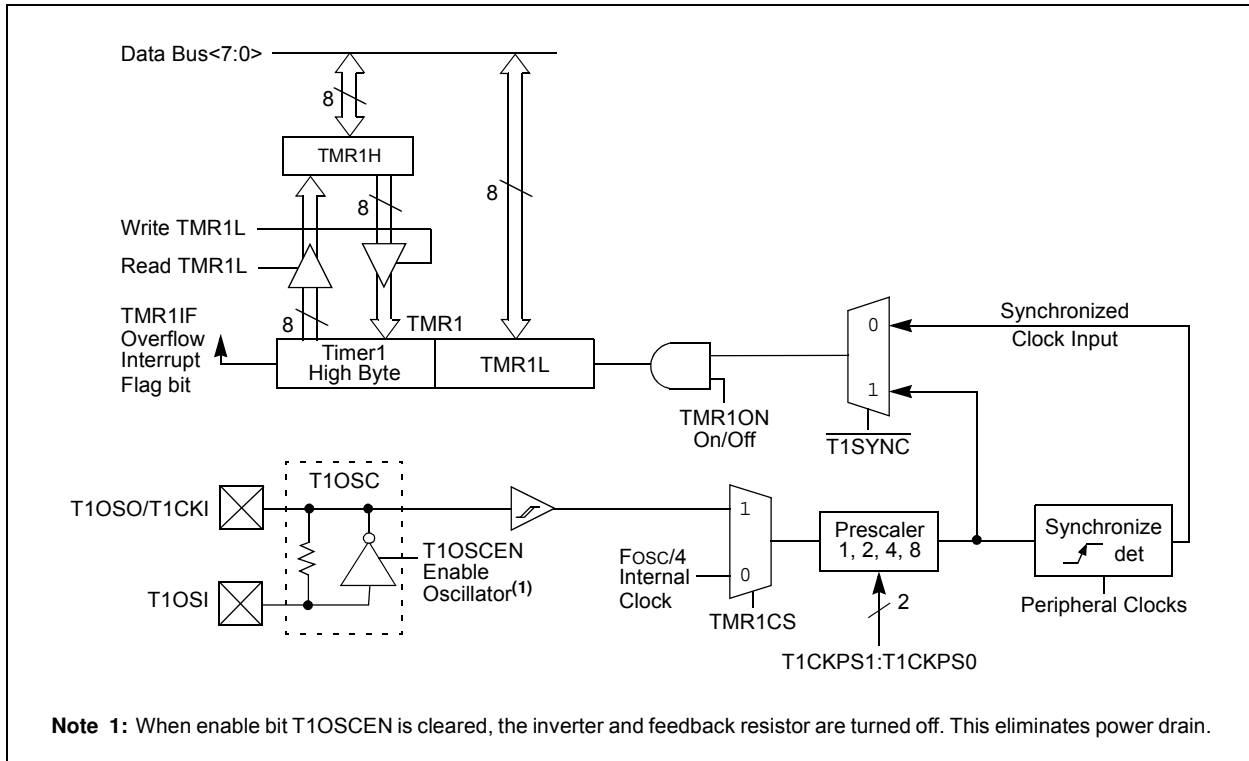 Data Bus<7:0>
8
TMR1H
8
8
Write TMR1L
Read TMR1L
8
TMR1IF
Overflow
Interrupt
Flag bit
TMR1
Timer1
High Byte
TMR1L
TMR1ON
On/Off
0
1
T1SYNC
Synchronized
Clock Input
T1OSC
T1OSO/T1CKI
T1OSI
T1OSCEN
Enable
Oscillator(1)
1
0
FOSC/4
Internal
Clock
TMR1CS
Prescaler
1, 2, 4, 8
2
T1CKPS1:T1CKPS0
Synchronize
det
Peripheral Clocks
Note 1: When enable bit T1OSCEN is cleared, the inverter and feedback resistor are turned off. This eliminates power drain.